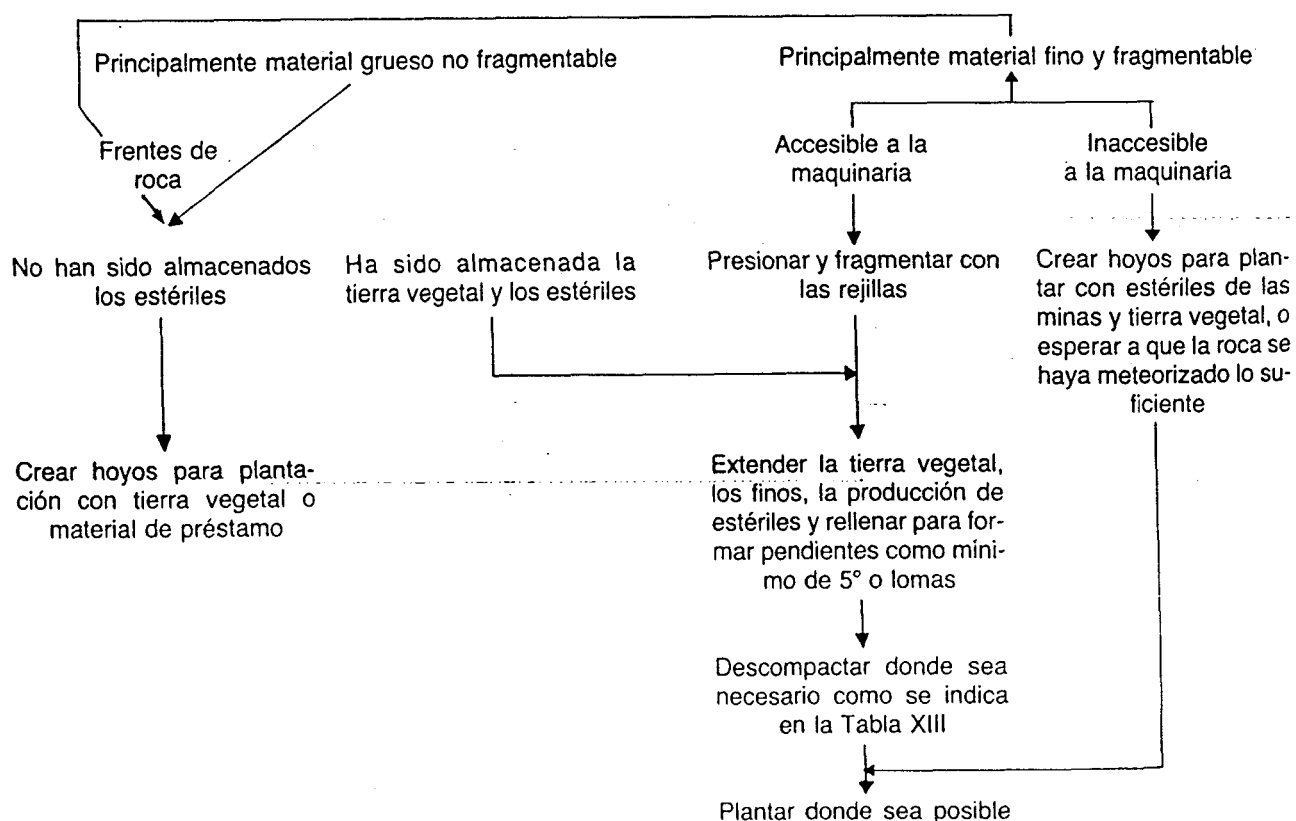 Principalmente material grueso no fragmentable
Principalmente material fino y fragmentable
Frentes de
roca
Accesible a la
maquinaria
Inaccesible
a la maquinaria
No han sido almacenados
los estériles
Ha sido almacenada la
tierra vegetal y los estériles
Presionar y fragmentar con
las rejillas
Crear hoyos para plan-
tar con estériles de las
minas y tierra vegetal, o
esperar a que la roca se
haya meteorizado lo su-
ficiente
Crear hoyos para planta-
ción con tierra vegetal o
material de préstamo
Extender la tierra vegetal,
los finos, la producción de
estériles y rellenar para for-
mar pendientes como míni-
mo de 5° o lomas
Descompactar donde sea
necesario como se indica
en la Tabla XIII
Plantar donde sea posible